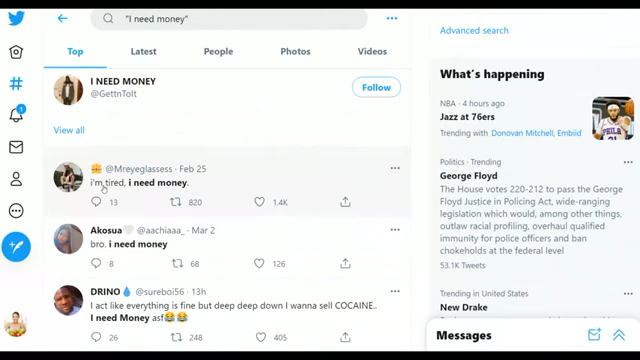 "I need money"
Top
Latest
People
Photos
Videos
I NEED MONEY
@GettnToIt
Follow
View all
@Mreyeglassess · Feb 25
i'm tired, i need money.
13
820
1.4K
Akosua🤍 @aachiaaa_ · Mar 2
bro. i need money
8
68
126
DRINO💧 @sureboi56 · 13h
I act like everything is fine but deep deep down I wanna sell COCAINE..
I need Money asf😂😂
26
248
405
Advanced search
What's happening
NBA · 4 hours ago
Jazz at 76ers
Trending with Donovan Mitchell, Embiid
PHILA
Politics · Trending
George Floyd
The House votes 220-212 to pass the George
Floyd Justice in Policing Act, wide-ranging
legislation which would, among other things,
outlaw racial profiling, overhaul qualified
immunity for police officers and ban
chokeholds at the federal level
53.1K Tweets
Trending in United States
New Drake
Messages
1